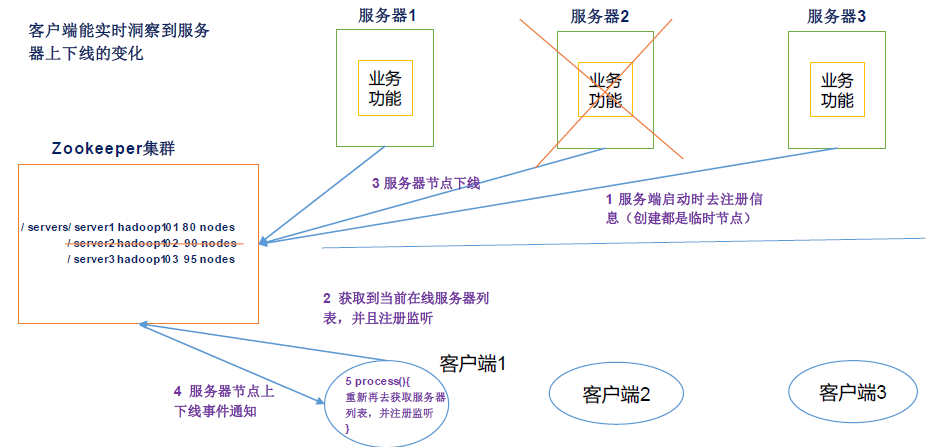 服务器1
服务器2
服务器3
客户端能实时洞察到服务
器上下线的变化
业务
功能
业务
功能
业务
功能
Zookeeper集群
3 服务器节点下线
1 服务端启动时去注册信
息（创建都是临时节点）
/ servers/ server1 hadoop101 80 nodes
/ server2 hadoop102 90 nodes
/ server3 hadoop103 95 nodes
2 获取到当前在线服务器列
表，并且注册监听
客户端1
4 服务器节点上
下线事件通知
5 process(){
重新再去获取服务器
列表，并注册监听
}
客户端2
客户端3